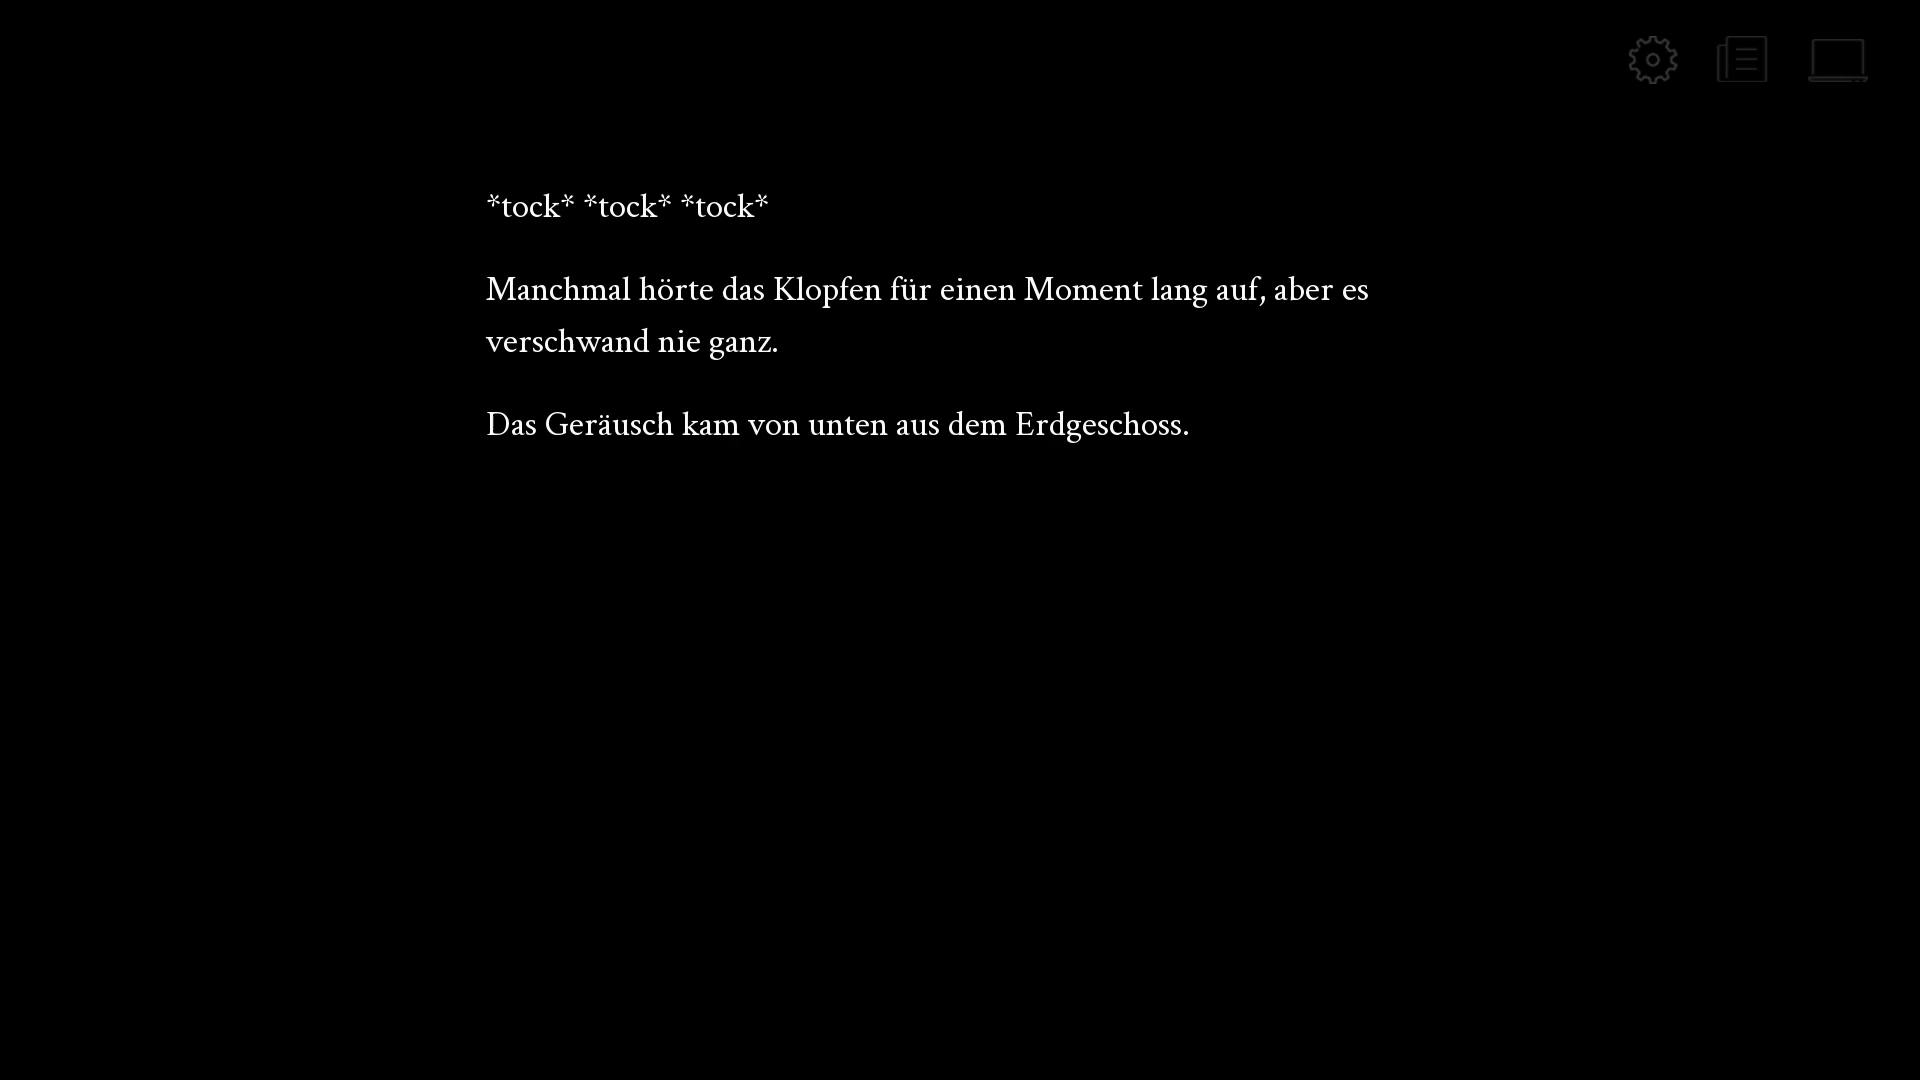 *tock* *tock* *tock*
Manchmal hörte das Klopfen für einen Moment lang auf, aber es
verschwand nie ganz.
Das Geräusch kam von unten aus dem Erdgeschoss.